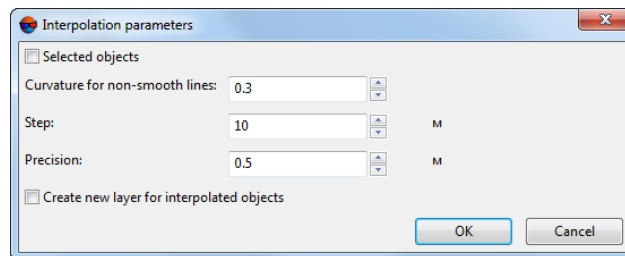 Interpolation parameters
Selected objects
Curvature for non-smooth lines: 0.3
Step: 10 м
Precision: 0.5 м
Create new layer for interpolated objects
OK Cancel